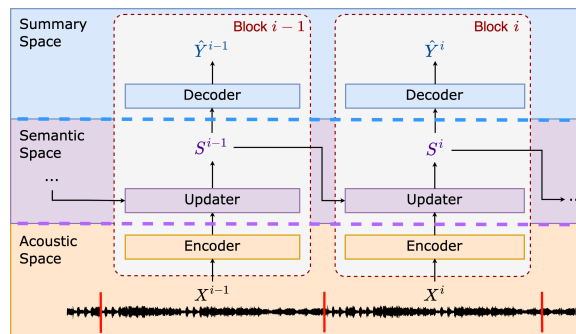 Summary
Space
Block i − 1
Block i
Ŷ^{i-1}
Ŷ^i
Decoder
Decoder
Semantic
Space
S^{i-1}
S^i
...
...
Updater
Updater
Acoustic
Space
Encoder
Encoder
X^{i-1}
X^i